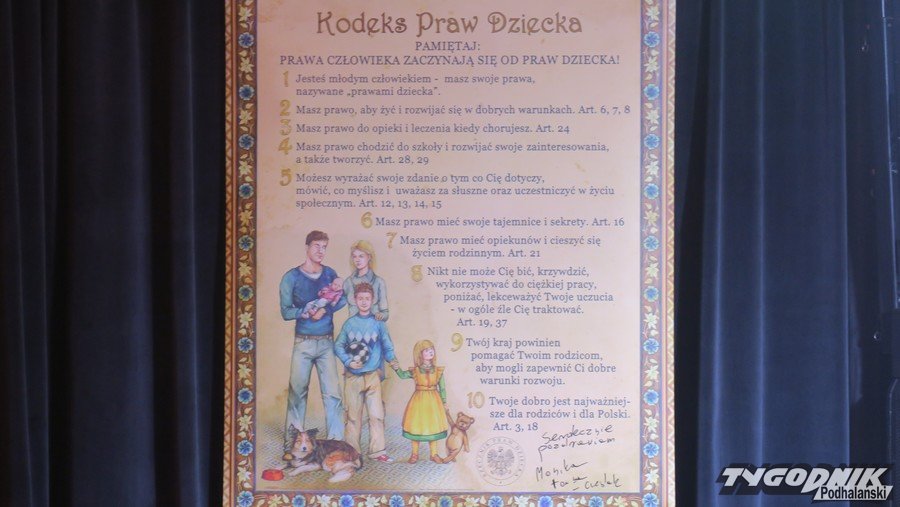 Kodeks Praw Dziecka
PAMIĘTAJ:
PRAWA CZŁOWIEKA ZACZYNAJĄ SIĘ OD PRAW DZIECKA!
1 Jesteś młodym człowiekiem - masz swoje prawa,
nazywane „prawami dziecka”.
2 Masz prawo, aby żyć i rozwijać się w dobrych warunkach. Art. 6, 7, 8
3 Masz prawo do opieki i leczenia kiedy chorujesz. Art. 24
4 Masz prawo chodzić do szkoły i rozwijać swoje zainteresowania,
a także tworzyć. Art. 28, 29
5 Możesz wyrażać swoje zdanie o tym co Cię dotyczy,
mówić, co myślisz i uważasz za słuszne oraz uczestniczyć w życiu
społecznym. Art. 12, 13, 14, 15
6 Masz prawo mieć swoje tajemnice i sekrety. Art. 16
7 Masz prawo mieć opiekunów i cieszyć się
życiem rodzinnym. Art. 21
8 Nikt nie może Cię bić, krzywdzić,
wykorzystywać do ciężkiej pracy,
poniżać, lekceważyć Twoje uczucia
- w ogóle źle Cię traktować.
Art. 19, 37
9 Twój kraj powinien
pomagać Twoim rodzicom,
aby mogli zapewnić Ci dobre
warunki rozwoju.
10 Twoje dobro jest najważniej-
sze dla rodziców i dla Polski.
Art. 3, 18
Serdecznie
pozdrawiam
Monika
TYGODNIK
Podhalański